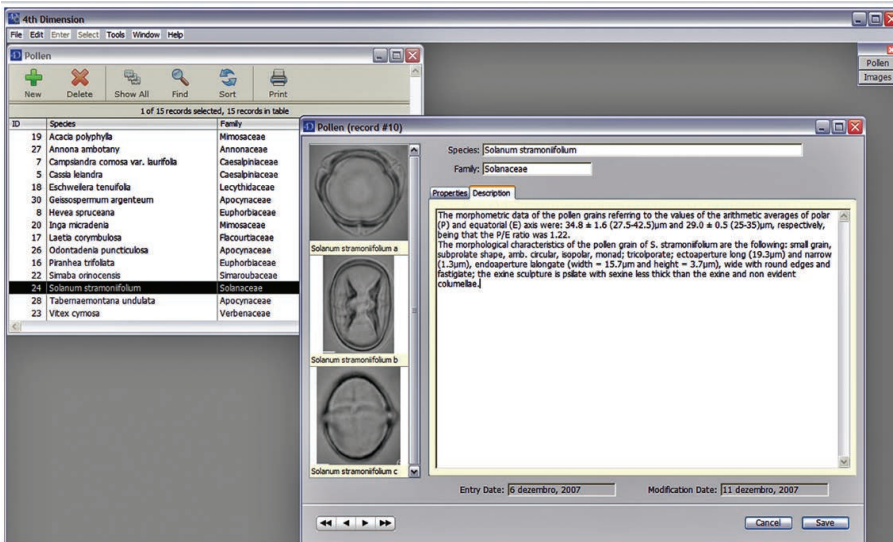 4th Dimension
File Edit Enter Select Tools Window Help
Pollen
New Delete Show All Find Sort Print
1 of 15 records selected, 15 records in table
ID Species Family
19 Acacia polyphylla Mimosaceae
27 Annona ambotany Annonaceae
7 Campsiandra comosa var. laurifolia Caesalpiniaceae
5 Cassia leiandra Caesalpiniaceae
18 Eschweilera tenuifolia Lecythidaceae
30 Geissospermum argenteum Apocynaceae
8 Hevea spruceana Euphorbiaceae
20 Inga micradenia Mimosaceae
17 Laetia corymbulosa Flacourtiaceae
26 Odontadenia puncticulosa Apocynaceae
16 Piranhea trifoliata Euphorbiaceae
22 Simaba orinocensis Simaroubaceae
24 Solanum stramoniifolium Solanaceae
28 Tabernaemontana undulata Apocynaceae
23 Vitex cymosa Verbenaceae
Pollen
Images
Pollen (record #10)
Solanum stramoniifolium a
Solanum stramoniifolium b
Solanum stramoniifolium c
Species: Solanum stramoniifolium
Family: Solanaceae
Properties Description
The morphometric data of the pollen grains referring to the values of the arithmetic averages of polar
(P) and equatorial (E) axis were: 34.8 ± 1.6 (27.5-42.5)µm and 29.0 ± 0.5 (25-35)µm, respectively,
being that the P/E ratio was 1.22.
The morphological characteristics of the pollen grain of S. stramoniifolium are the following: small grain,
subprolate shape, amb. circular, isopolar, monad; tricolporate; ectoaperture long (19.3µm) and narrow
(1.3µm), endoaperture lalongate (width = 15.7µm and height = 3.7µm), wide with round edges and
fastigiate; the exine sculpture is psilate with sexine less thick than the exine and non evident
columellae.
Entry Date: 6 dezembro, 2007 Modification Date: 11 dezembro, 2007
Cancel Save